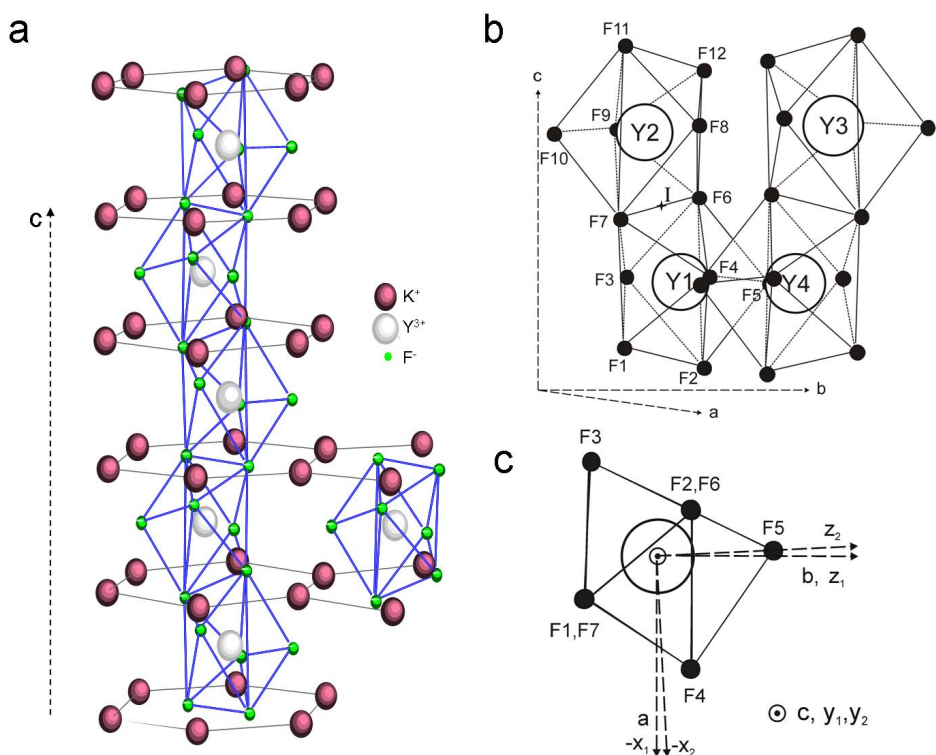 a
c
K⁺
Y³⁺
F⁻
b
c
F11
F12
Y2
Y3
F9
F8
F10
I
F6
F7
F3
Y1
F4
F5
Y4
F1
F2
b
a
c
F3
F2,F6
F5
z₂
b, z₁
F1,F7
F4
a
-x₁
-x₂
c, y₁,y₂